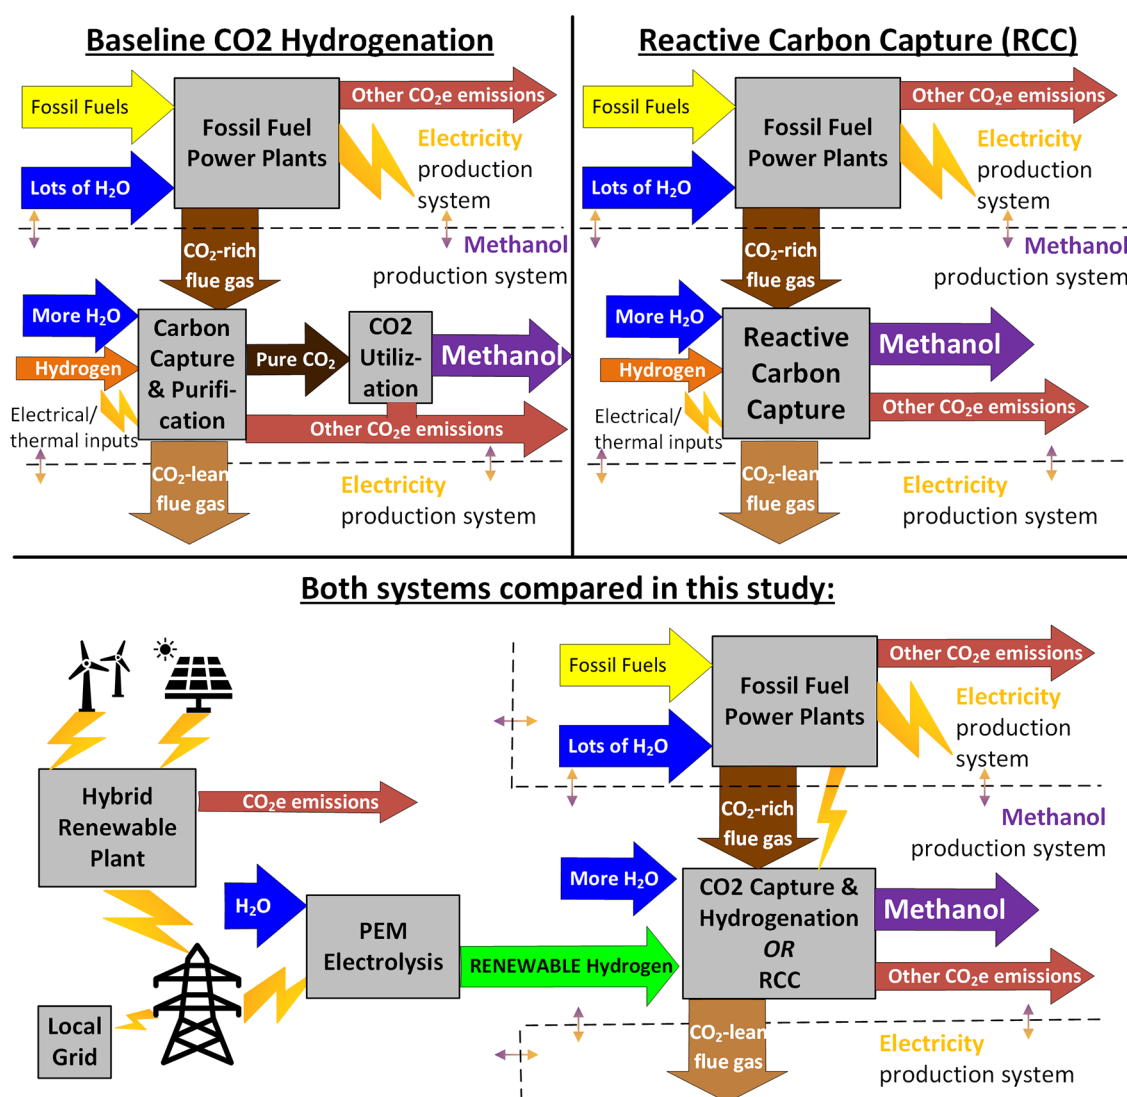 Baseline CO2 Hydrogenation
Fossil Fuels
Fossil Fuel
Power Plants
Other CO₂e emissions
Electricity
production
system
Lots of H₂O
CO₂-rich
flue gas
Methanol
production system
More H₂O
Hydrogen
Electrical/
thermal inputs
Carbon
Capture
& Purifi-
cation
Pure CO₂
CO2
Utiliz-
ation
Methanol
Other CO₂e emissions
CO₂-lean
flue gas
Electricity
production system
Reactive Carbon Capture (RCC)
Fossil Fuels
Fossil Fuel
Power Plants
Other CO₂e emissions
Electricity
production
system
Lots of H₂O
CO₂-rich
flue gas
Methanol
production system
More H₂O
Hydrogen
Electrical/
thermal inputs
Reactive
Carbon
Capture
Methanol
Other CO₂e emissions
CO₂-lean
flue gas
Electricity
production system
Both systems compared in this study:
Hybrid
Renewable
Plant
CO₂e emissions
H₂O
PEM
Electrolysis
Local
Grid
RENEWABLE Hydrogen
Fossil Fuels
Fossil Fuel
Power Plants
Other CO₂e emissions
Electricity
production
system
Lots of H₂O
CO₂-rich
flue gas
Methanol
production system
More H₂O
CO2 Capture &
Hydrogenation
OR
RCC
Methanol
Other CO₂e emissions
CO₂-lean
flue gas
Electricity
production system